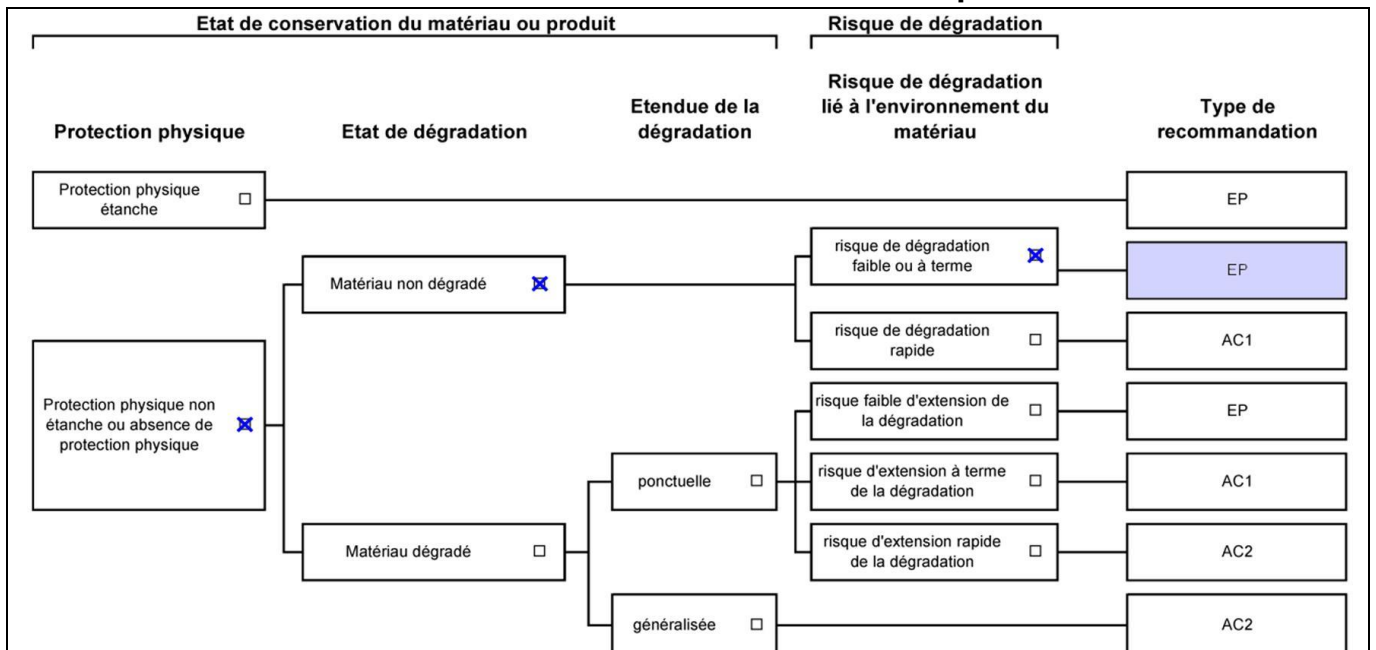 Etat de conservation du matériau ou produit
Risque de dégradation
Protection physique
Etat de dégradation
Etendue de la
dégradation
Risque de dégradation
lié à l'environnement du
matériau
Type de
recommandation
Protection physique
étanche
EP
risque de dégradation
faible ou à terme
EP
Matériau non dégradé
risque de dégradation
rapide
AC1
Protection physique non
étanche ou absence de
protection physique
risque faible d'extension de
la dégradation
EP
ponctuelle
risque d'extension à terme
de la dégradation
AC1
Matériau dégradé
risque d'extension rapide
de la dégradation
AC2
généralisée
AC2